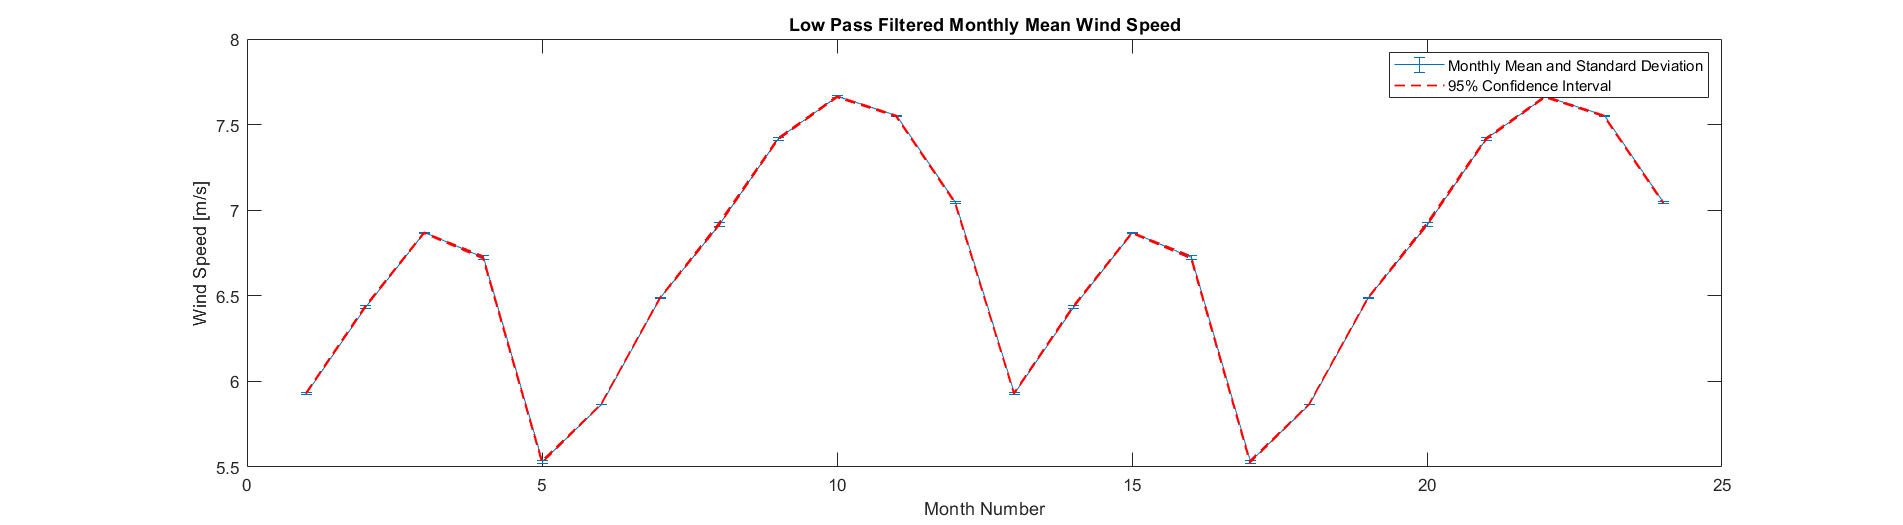 Low Pass Filtered Monthly Mean Wind Speed
Monthly Mean and Standard Deviation
95% Confidence Interval
Wind Speed [m/s]
8
7.5
7
6.5
6
5.5
0 5 10 15 20 25
Month Number